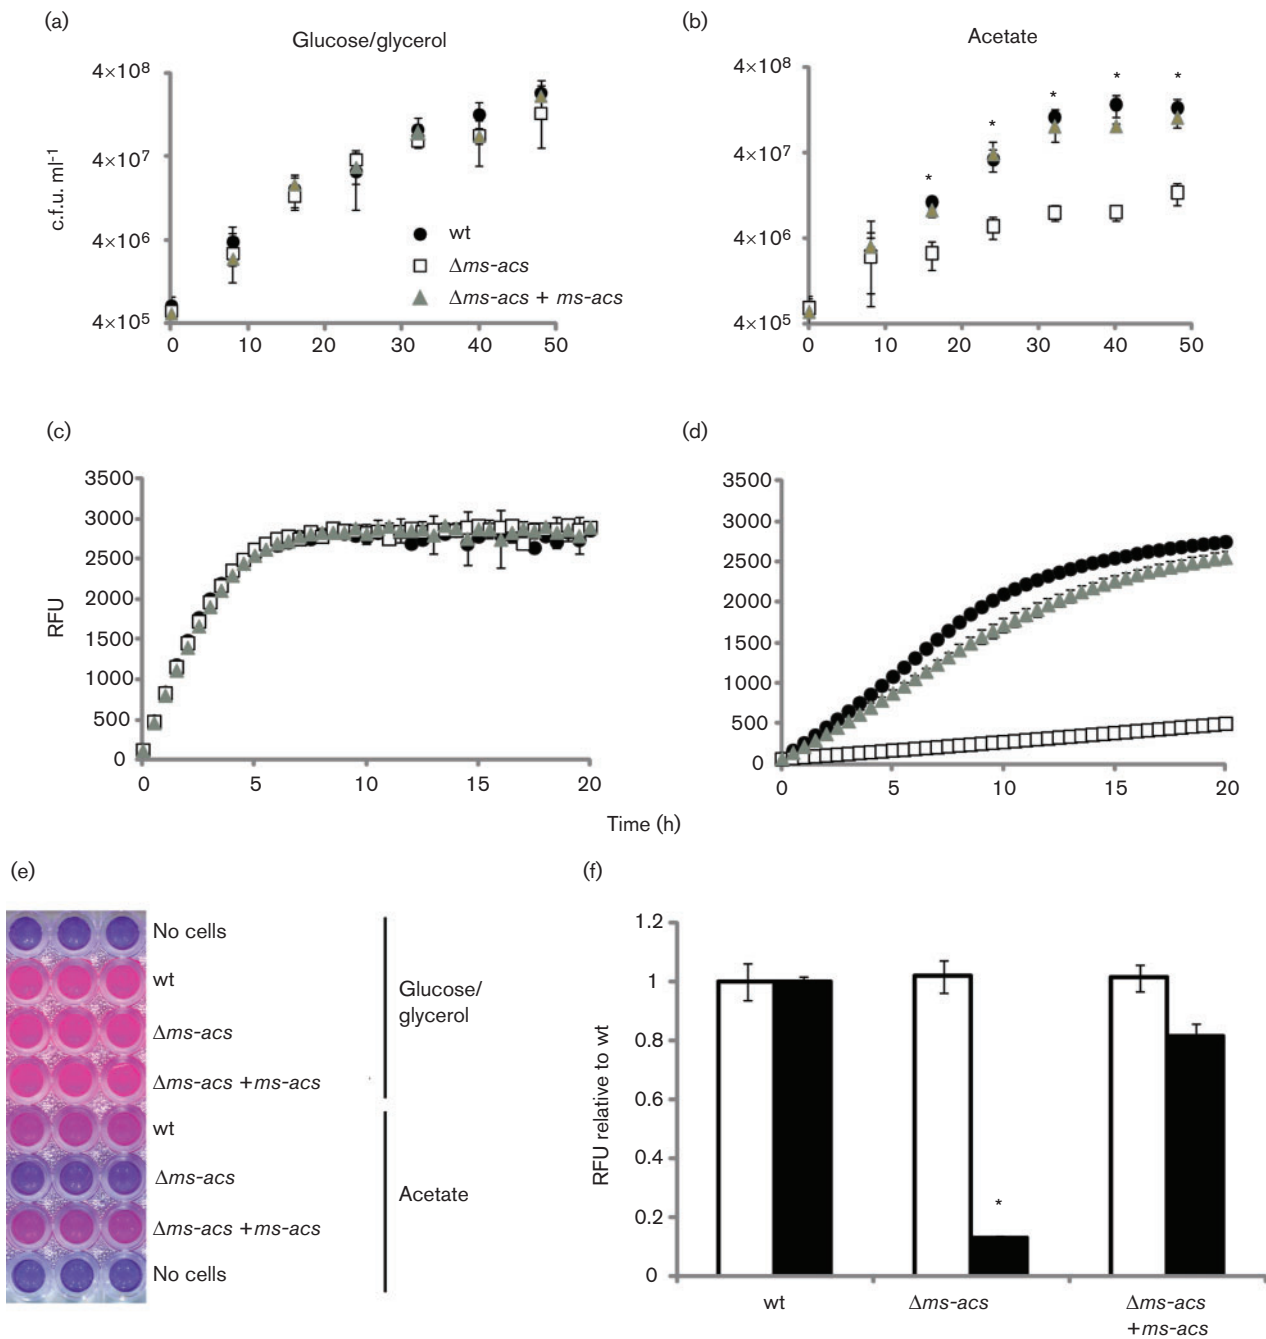 (a)
Glucose/glycerol
4×10⁸
4×10⁷
4×10⁶
4×10⁵
c.f.u. ml⁻¹
wt
Δms-acs
Δms-acs + ms-acs
0 10 20 30 40 50
(b)
Acetate
4×10⁸
4×10⁷
4×10⁶
4×10⁵
* * * * *
0 10 20 30 40 50
(c)
3500
3000
2500
2000
1500
1000
500
0
RFU
0 5 10 15 20
(d)
3500
3000
2500
2000
1500
1000
500
0
0 5 10 15 20
Time (h)
(e)
No cells
wt
Δms-acs
Δms-acs +ms-acs
wt
Δms-acs
Δms-acs +ms-acs
No cells
Glucose/
glycerol
Acetate
(f)
1.2
1
0.8
0.6
0.4
0.2
0
RFU relative to wt
*
wt
Δms-acs
Δms-acs
+ms-acs